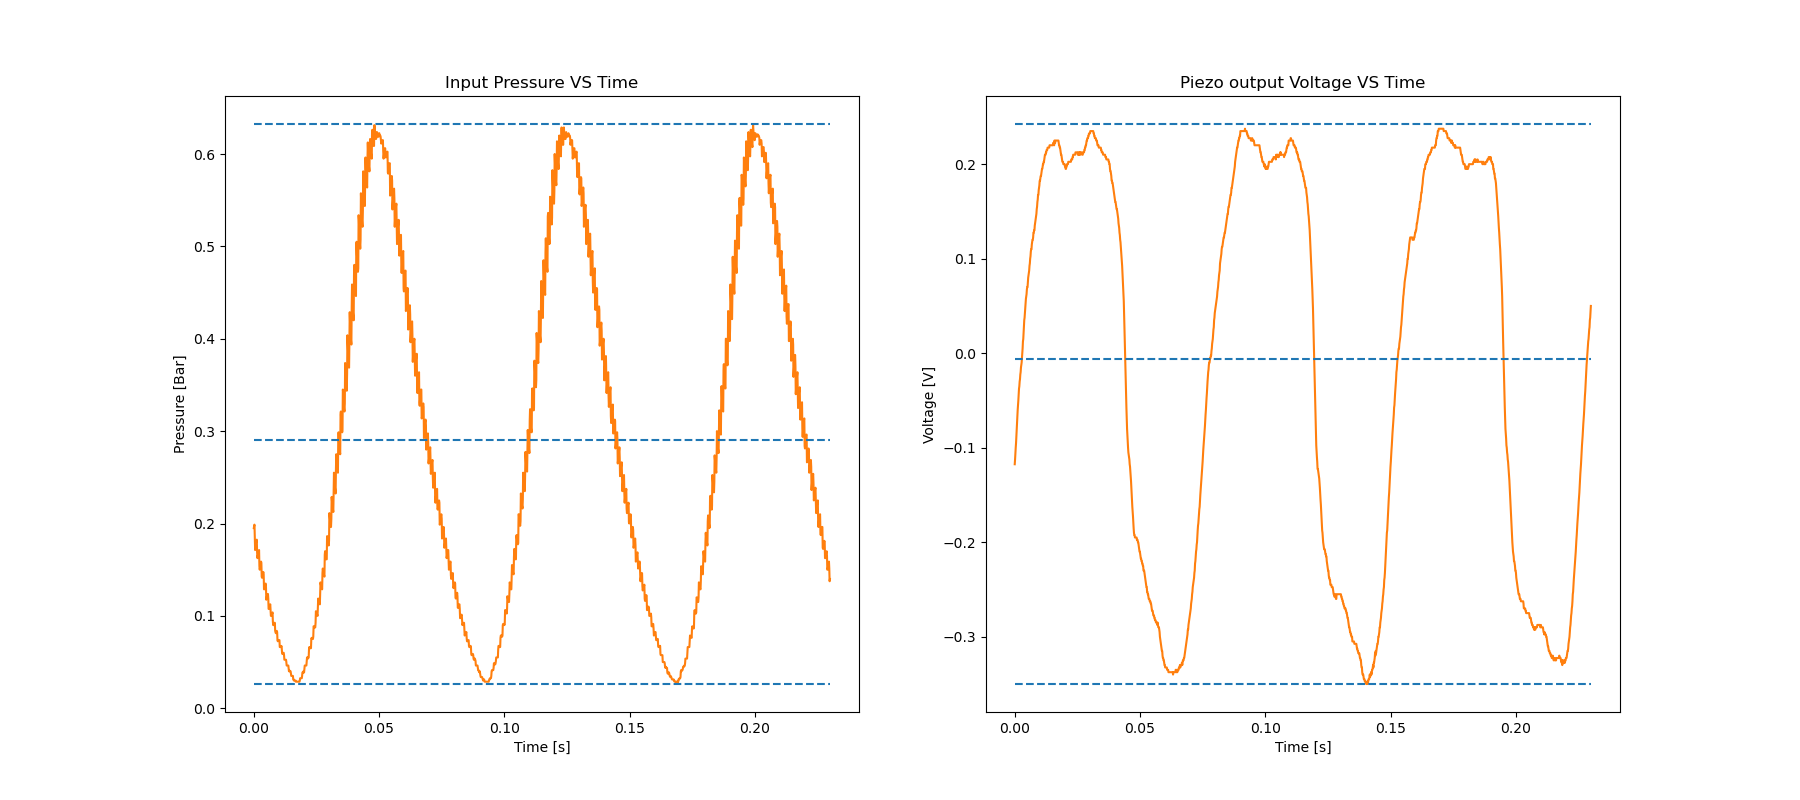 Input Pressure VS Time
Pressure [Bar]
0.6
0.5
0.4
0.3
0.2
0.1
0.0
0.00 0.05 0.10 0.15 0.20
Time [s]
Piezo output Voltage VS Time
Voltage [V]
0.2
0.1
0.0
−0.1
−0.2
−0.3
0.00 0.05 0.10 0.15 0.20
Time [s]